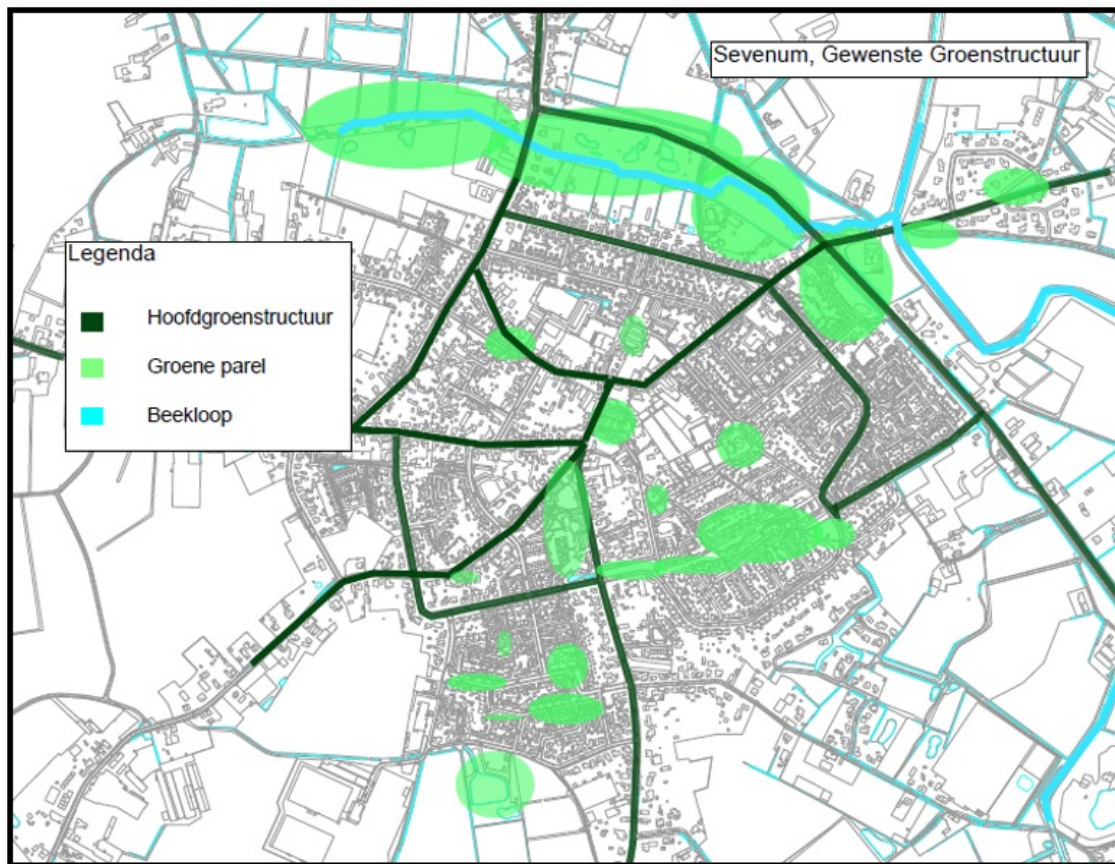 Sevenum, Gewenste Groenstructuur
Legenda
Hoofdgroenstructuur
Groene parel
Beekloop